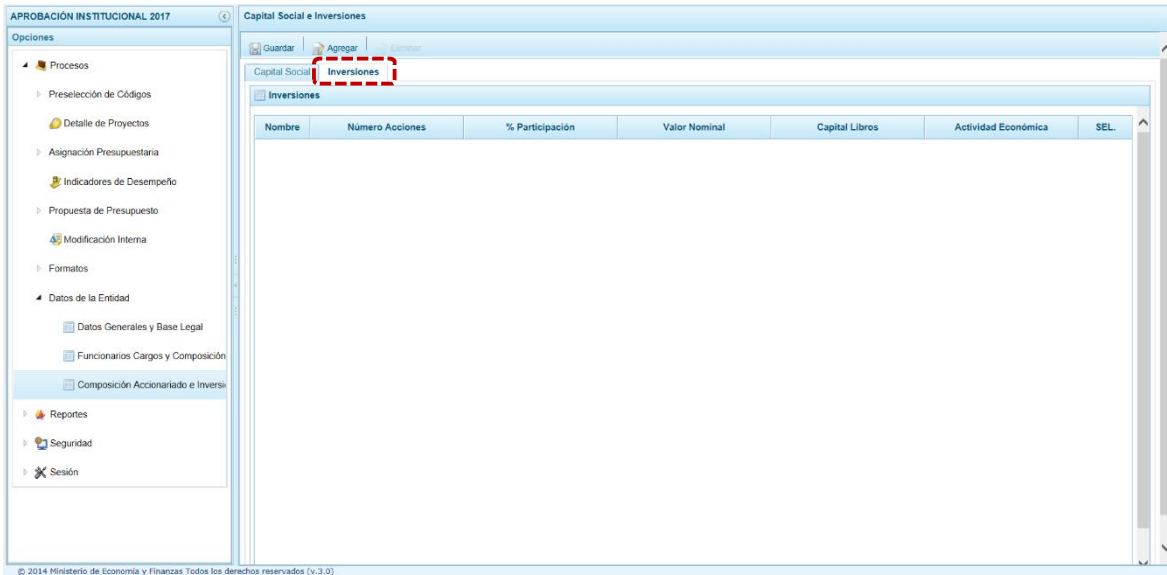 APROBACIÓN INSTITUCIONAL 2017
Opciones
Procesos
Preselección de Códigos
Detalle de Proyectos
Asignación Presupuestaria
Indicadores de Desempeño
Propuesta de Presupuesto
Modificación Interna
Formatos
Datos de la Entidad
Datos Generales y Base Legal
Funcionarios Cargos y Composición
Composición Accionariado e Inversi
Reportes
Seguridad
Sesión
Capital Social e Inversiones
Guardar Agregar Eliminar
Capital Social Inversiones
Inversiones
Nombre Número Acciones % Participación Valor Nominal Capital Libros Actividad Económica SEL.
© 2014 Ministerio de Economía y Finanzas Todos los derechos reservados (v.3.0)